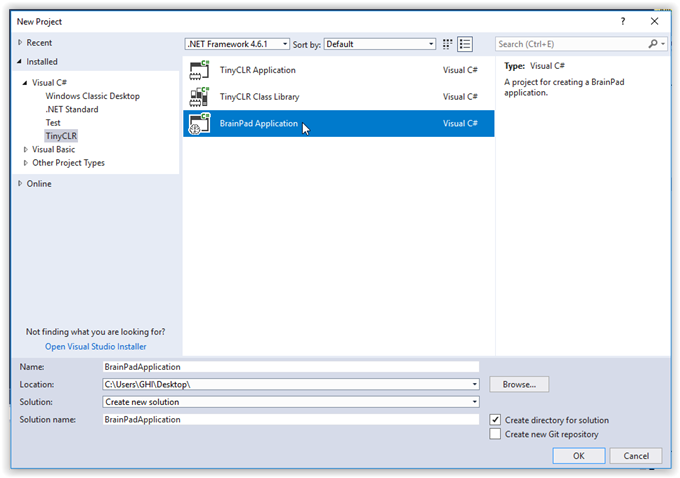 New Project
? 
Recent
Installed
Visual C#
Windows Classic Desktop
.NET Standard
Test
TinyCLR
Visual Basic
Other Project Types
Online
Not finding what you are looking for?
Open Visual Studio Installer
.NET Framework 4.6.1
Sort by: Default
Search (Ctrl+E)
TinyCLR Application Visual C#
TinyCLR Class Library Visual C#
BrainPad Application Visual C#
Type: Visual C#
A project for creating a BrainPad
application.
Name: BrainPadApplication
Location: C:\Users\GHI\Desktop\
Browse...
Solution: Create new solution
Solution name: BrainPadApplication
Create directory for solution
Create new Git repository
OK Cancel